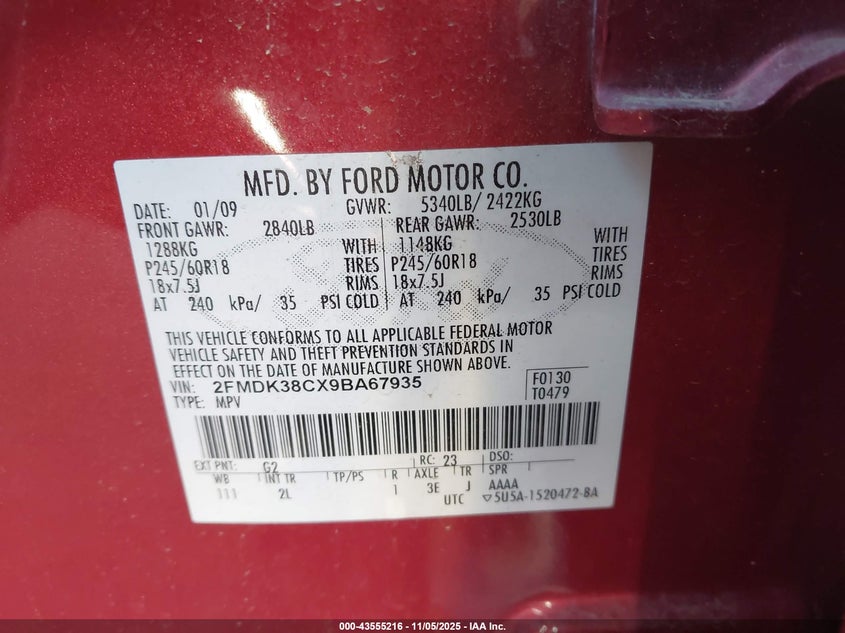 MFD. BY FORD MOTOR CO.
DATE: 01/09 GVWR: 5340LB/ 2422KG
FRONT GAWR: 2840LB REAR GAWR: 2530LB
1288KG WITH 1148KG WITH
P245/60R18 TIRES P245/60R18 TIRES
18x7.5J RIMS 18x7.5J RIMS
AT 240 kPa/ 35 PSI COLD AT 240 kPa/ 35 PSI COLD
THIS VEHICLE CONFORMS TO ALL APPLICABLE FEDERAL MOTOR
VEHICLE SAFETY AND THEFT PREVENTION STANDARDS IN
EFFECT ON THE DATE OF MANUFACTURE SHOWN ABOVE.
VIN: 2FMDK38CX9BA67935 F0130
TYPE: MPV T0479
EXT PNT: G2 RC: 23 DSO:
WB INT TR TP/PS R AXLE TR SPR
111 2L 1 3E J AAAA
UTC ▽5U5A-1520472-BA
000-43555216 - 11/05/2025 - IAA Inc.